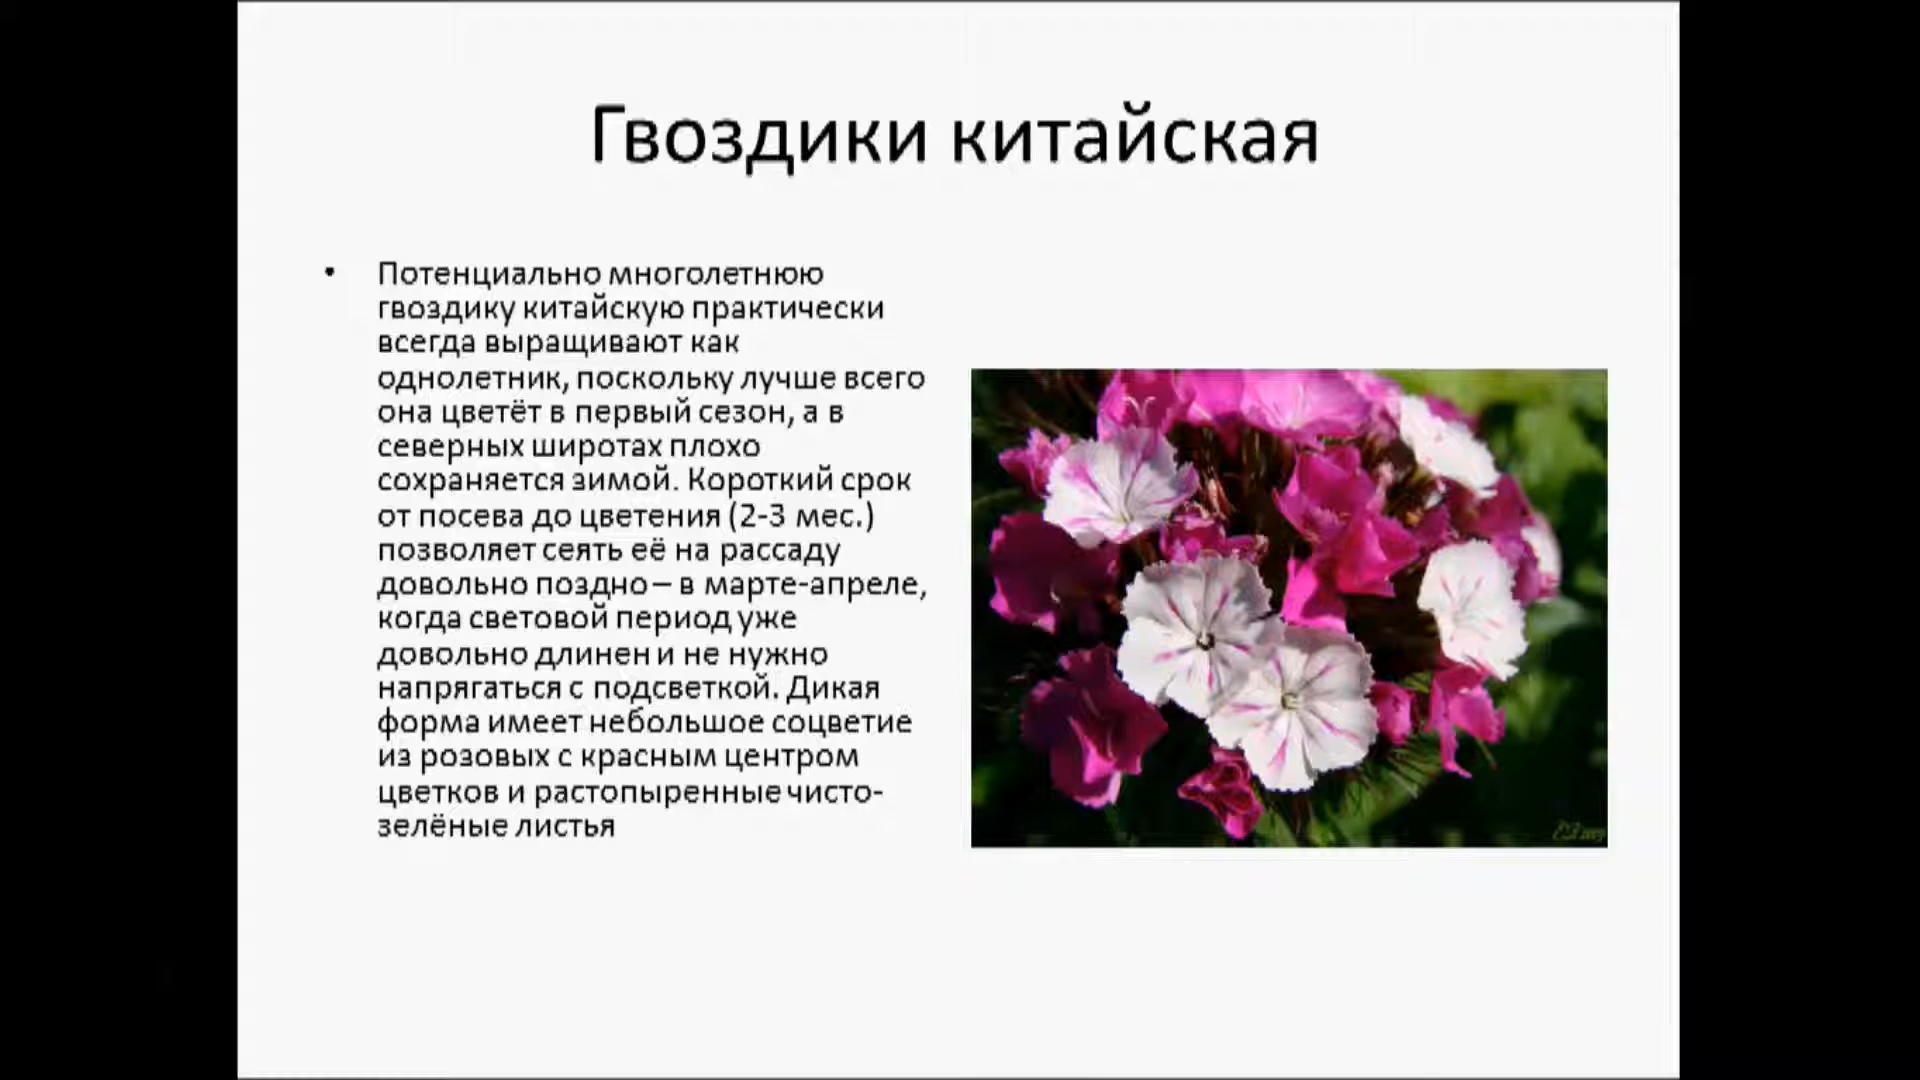 Гвоздики китайская
• Потенциально многолетнюю
гвоздику китайскую практически
всегда выращивают как
однолетник, поскольку лучше всего
она цветёт в первый сезон, а в
северных широтах плохо
сохраняется зимой. Короткий срок
от посева до цветения (2-3 мес.)
позволяет сеять её на рассаду
довольно поздно – в марте-апреле,
когда световой период уже
довольно длинен и не нужно
напрягаться с подсветкой. Дикая
форма имеет небольшое соцветие
из розовых с красным центром
цветков и растопыренные чисто-
зелёные листья